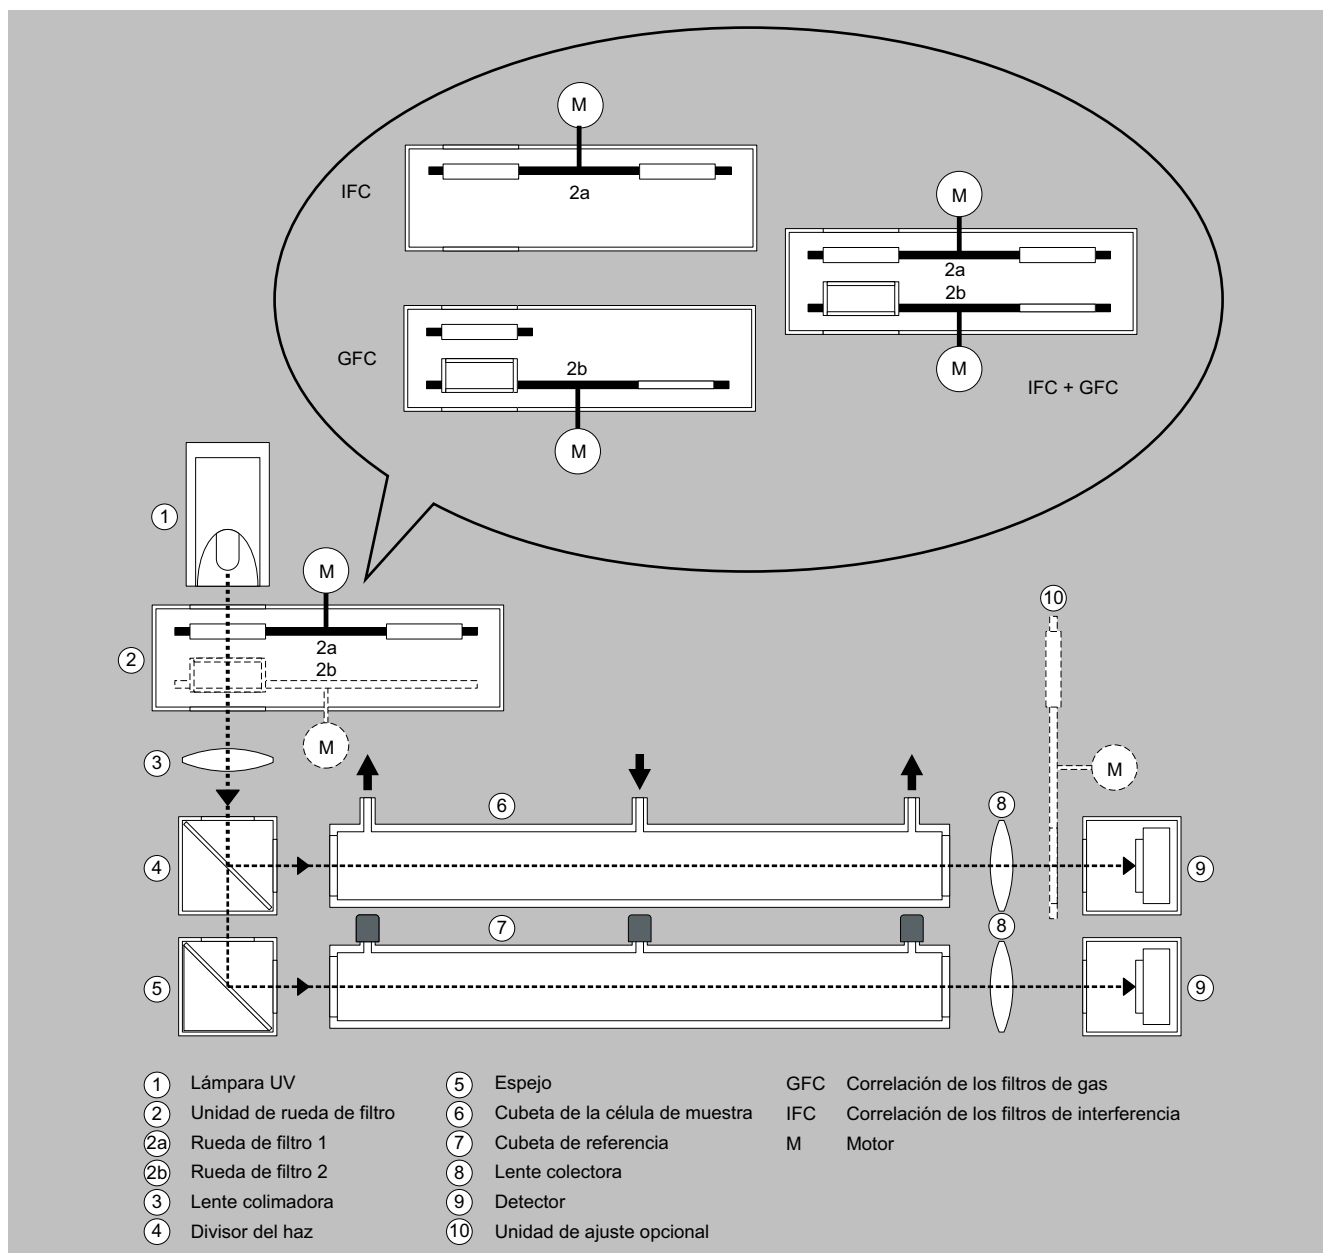 M
IFC
2a
M
2a
2b
GFC
2b
M
IFC + GFC
M
1
M
10
2a
2
2b
M
3
M
6
8
4
9
7
8
5
9
1 Lámpara UV
2 Unidad de rueda de filtro
2a Rueda de filtro 1
2b Rueda de filtro 2
3 Lente colimadora
4 Divisor del haz
5 Espejo
6 Cubeta de la célula de muestra
7 Cubeta de referencia
8 Lente colectora
9 Detector
10 Unidad de ajuste opcional
GFC Correlación de los filtros de gas
IFC Correlación de los filtros de interferencia
M Motor